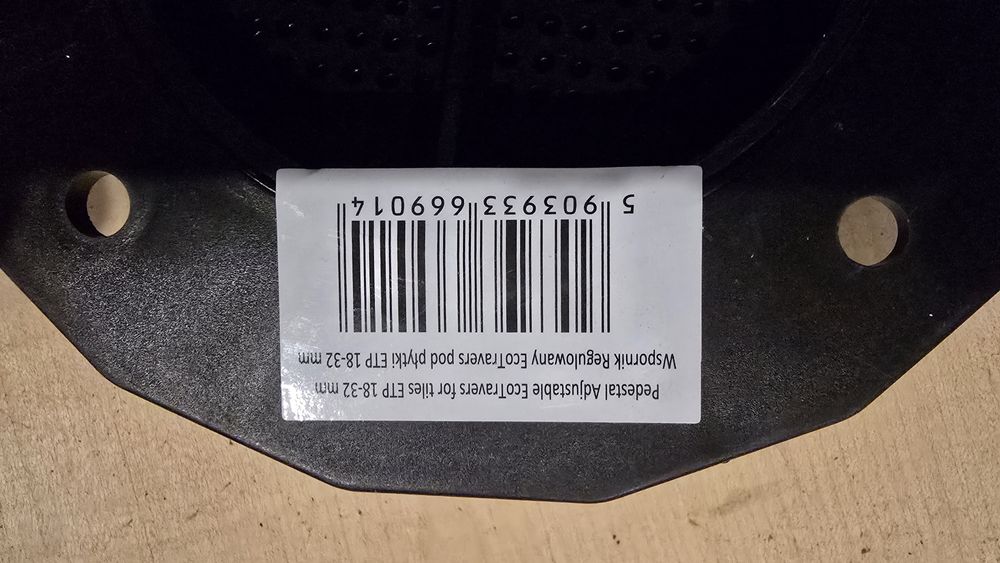 Pedestal Adjustable EcoTravers for tiles ETP 18-32 mm
Wspornik Regulowany EcoTravers pod płytki ETP 18-32 mm
5 903933 669014